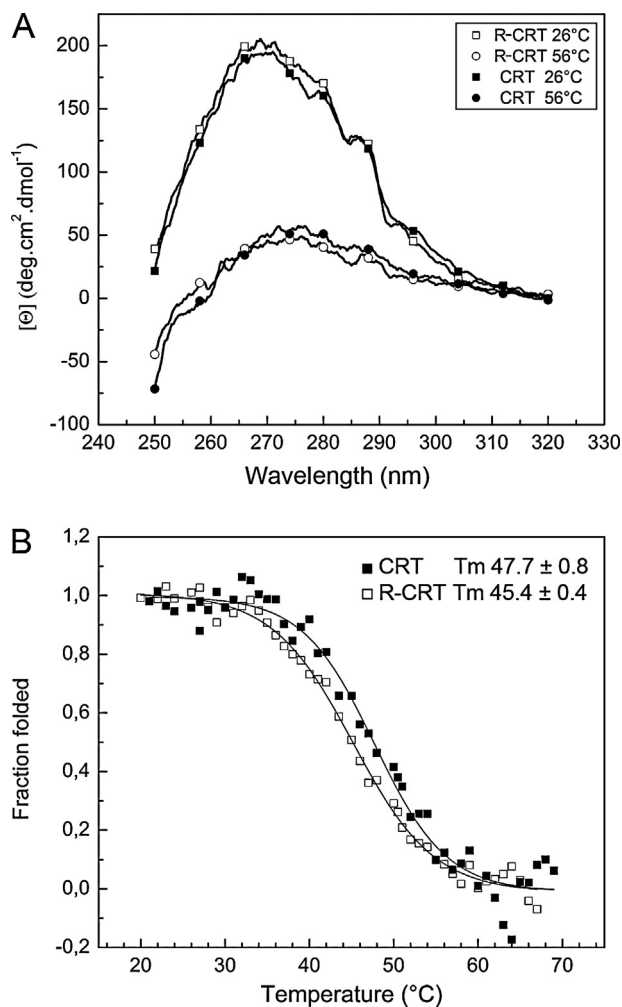 A
200
150
100
50
0
-50
-100
[Θ] (deg.cm².dmol⁻¹)
R-CRT 26°C
R-CRT 56°C
CRT 26°C
CRT 56°C
240 250 260 270 280 290 300 310 320 330
Wavelength (nm)
B
1,2
1,0
0,8
0,6
0,4
0,2
0,0
-0,2
Fraction folded
CRT Tm 47.7 ± 0.8
R-CRT Tm 45.4 ± 0.4
20 30 40 50 60 70
Temperature (°C)